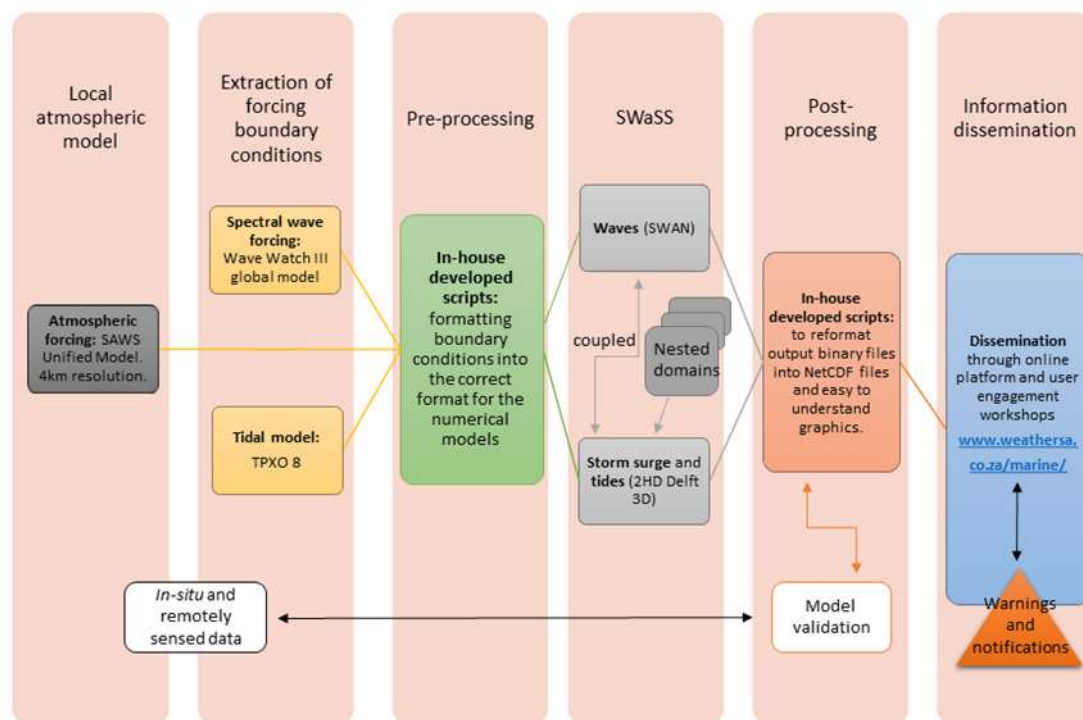 Local
atmospheric
model
Extraction of
forcing
boundary
conditions
Pre-processing
SWaSS
Post-
processing
Information
dissemination
Atmospheric
forcing: SAWS
Unified Model.
4km resolution.
Spectral wave
forcing:
Wave Watch III
global model
Tidal model:
TPXO 8
In-house
developed
scripts:
formatting
boundary
conditions into
the correct
format for the
numerical
models
Waves (SWAN)
coupled
Nested
domains
Storm surge and
tides (2HD Delft
3D)
In-house
developed scripts:
to reformat
output binary files
into NetCDF files
and easy to
understand
graphics.
Dissemination
through online
platform and user
engagement
workshops
www.weathersa.
co.za/marine/
In-situ and
remotely
sensed data
Model
validation
Warnings
and
notifications